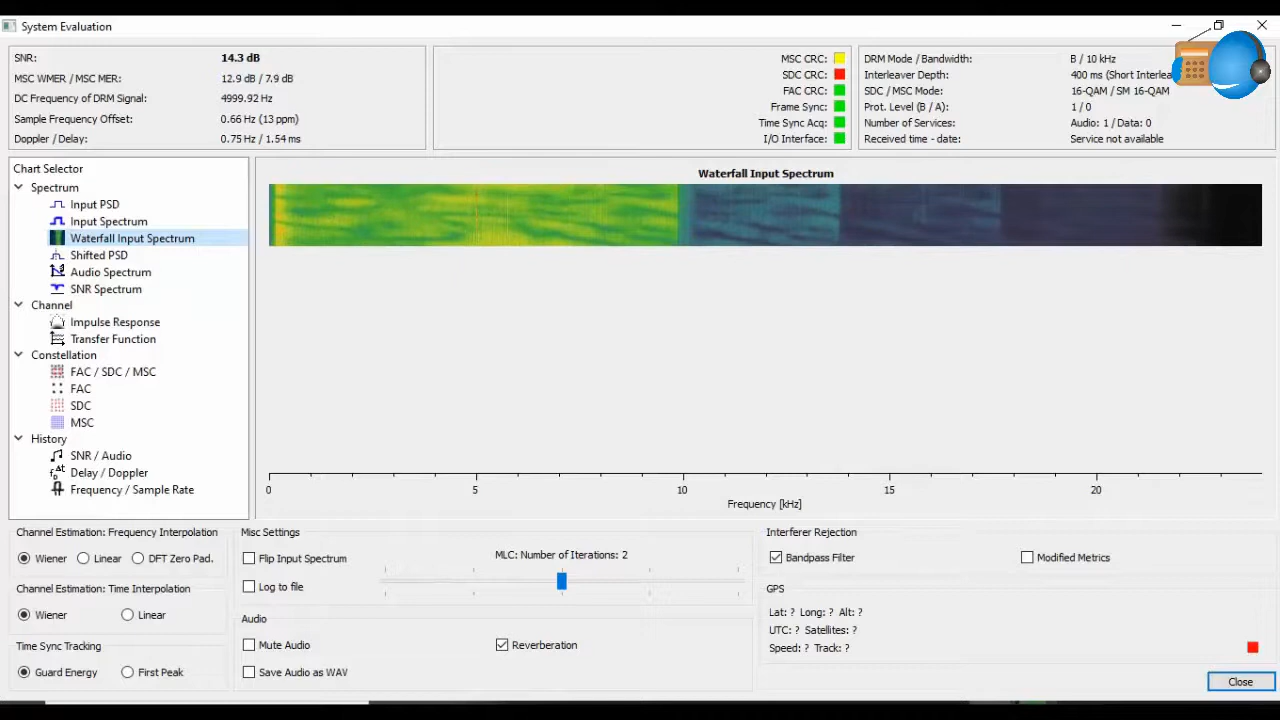 System Evaluation
SNR: 14.3 dB
MSC WMER / MSC MER: 12.9 dB / 7.9 dB
DC Frequency of DRM Signal: 4999.92 Hz
Sample Frequency Offset: 0.66 Hz (13 ppm)
Doppler / Delay: 0.75 Hz / 1.54 ms
MSC CRC:
SDC CRC:
FAC CRC:
Frame Sync:
Time Sync Acq:
I/O Interface:
DRM Mode / Bandwidth: B / 10 kHz
Interleaver Depth: 400 ms (Short
SDC / MSC Mode: 16-QAM / SM 16-QAM
Prot. Level (B / A): 1 / 0
Number of Services: Audio: 1 / Data: 0
Received time - date: Service not available
Chart Selector
Spectrum
Input PSD
Input Spectrum
Waterfall Input Spectrum
Shifted PSD
Audio Spectrum
SNR Spectrum
Channel
Impulse Response
Transfer Function
Constellation
FAC / SDC / MSC
FAC
SDC
MSC
History
SNR / Audio
Delay / Doppler
Frequency / Sample Rate
Waterfall Input Spectrum
0 5 10 15 20
Frequency [kHz]
Channel Estimation: Frequency Interpolation
Wiener Linear DFT Zero Pad.
Channel Estimation: Time Interpolation
Wiener Linear
Time Sync Tracking
Guard Energy First Peak
Misc Settings
Flip Input Spectrum
Log to file
MLC: Number of Iterations: 2
Audio
Mute Audio Reverberation
Save Audio as WAV
Interferer Rejection
Bandpass Filter Modified Metrics
GPS
Lat: ? Long: ? Alt: ?
UTC: ? Satellites: ?
Speed: ? Track: ?
Close